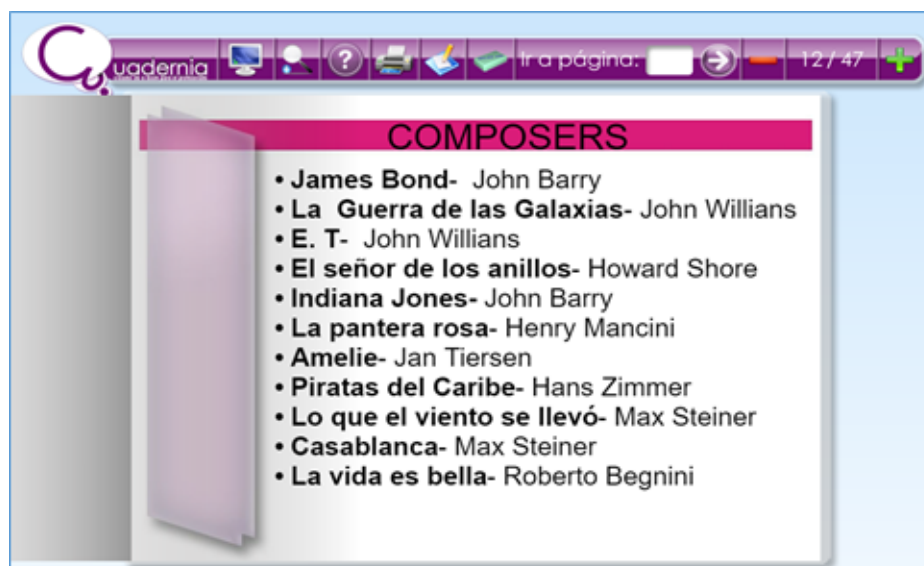 Cuadernia
Ir a página: 12 / 47
COMPOSERS
• James Bond- John Barry
• La Guerra de las Galaxias- John Willians
• E. T- John Willians
• El señor de los anillos- Howard Shore
• Indiana Jones- John Barry
• La pantera rosa- Henry Mancini
• Amelie- Jan Tiersen
• Piratas del Caribe- Hans Zimmer
• Lo que el viento se llevó- Max Steiner
• Casablanca- Max Steiner
• La vida es bella- Roberto Begnini